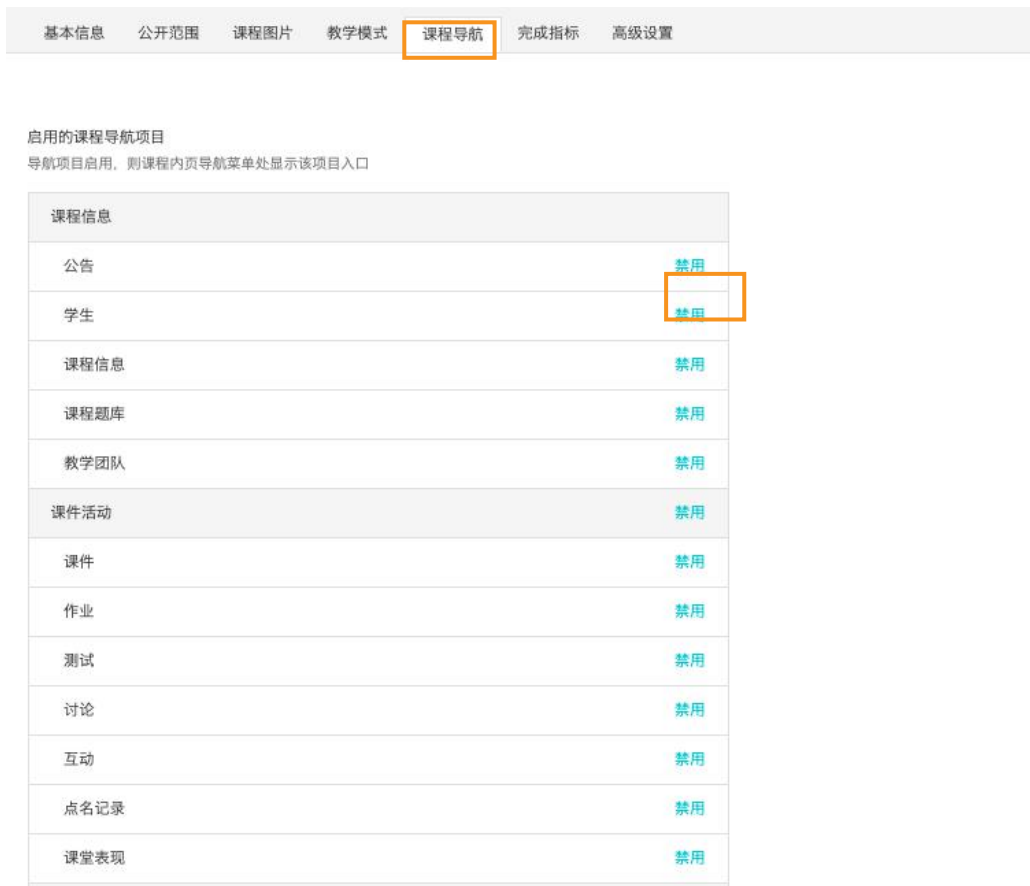 基本信息 公开范围 课程图片 教学模式 课程导航 完成指标 高级设置
启用的课程导航项目
导航项目启用，则课程内页导航菜单处显示该项目入口
课程信息
公告 禁用
学生 禁用
课程信息 禁用
课程题库 禁用
教学团队 禁用
课件活动 禁用
课件 禁用
作业 禁用
测试 禁用
讨论 禁用
互动 禁用
点名记录 禁用
课堂表现 禁用